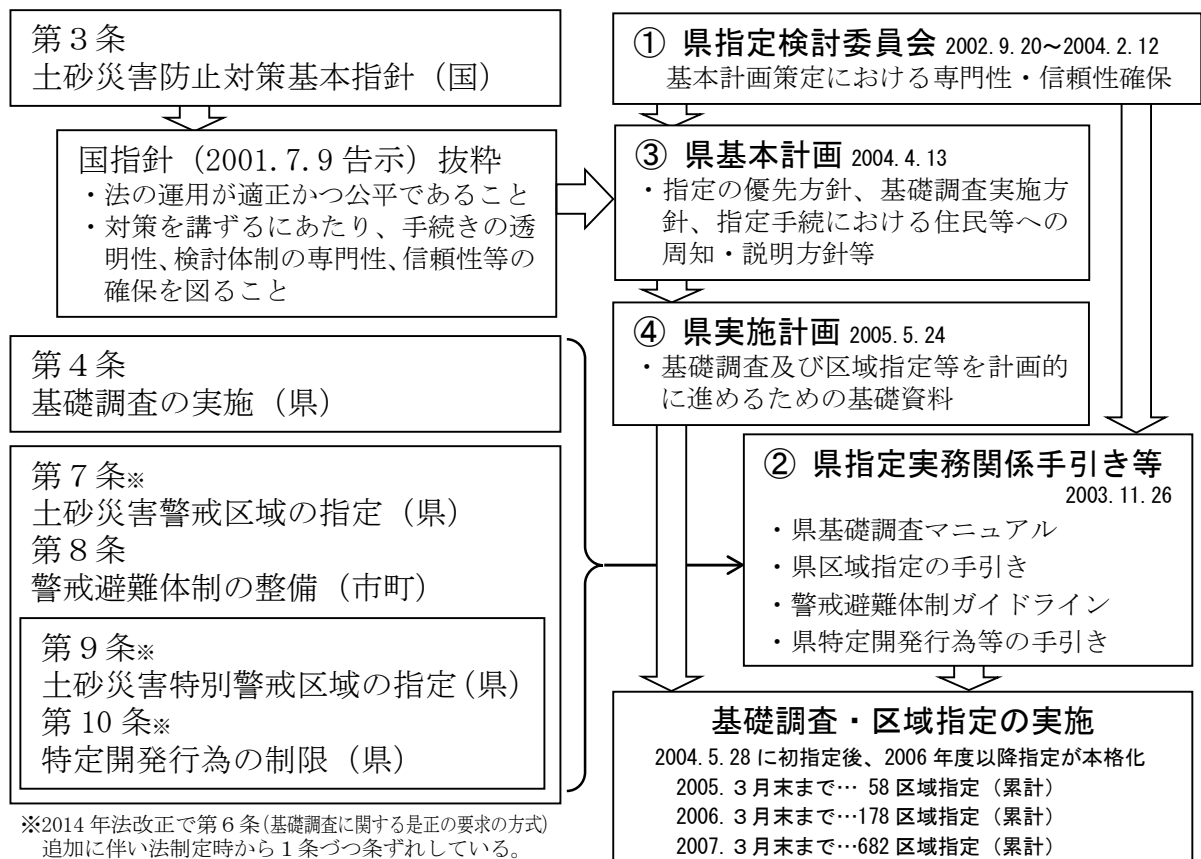 第３条
土砂災害防止対策基本指針（国）
国指針（2001.7.9 告示）抜粋
・法の運用が適正かつ公平であること
・対策を講ずるにあたり、手続きの透
明性、検討体制の専門性、信頼性等の
確保を図ること
第４条
基礎調査の実施（県）
第７条※
土砂災害警戒区域の指定（県）
第８条
警戒避難体制の整備（市町）
第９条※
土砂災害特別警戒区域の指定（県）
第 10 条※
特定開発行為の制限（県）
※2014 年法改正で第６条(基礎調査に関する是正の要求の方式)
追加に伴い法制定時から１条づつ条ずれしている。
① 県指定検討委員会 2002.9.20～2004.2.12
基本計画策定における専門性・信頼性確保
③ 県基本計画 2004.4.13
・指定の優先方針、基礎調査実施方
針、指定手続における住民等への
周知・説明方針等
④ 県実施計画 2005.5.24
・基礎調査及び区域指定等を計画的
に進めるための基礎資料
② 県指定実務関係手引き等
2003.11.26
・県基礎調査マニュアル
・県区域指定の手引き
・警戒避難体制ガイドライン
・県特定開発行為等の手引き
基礎調査・区域指定の実施
2004.5.28 に初指定後、2006 年度以降指定が本格化
2005.３月末まで… 58 区域指定（累計）
2006.３月末まで…178 区域指定（累計）
2007.３月末まで…682 区域指定（累計）